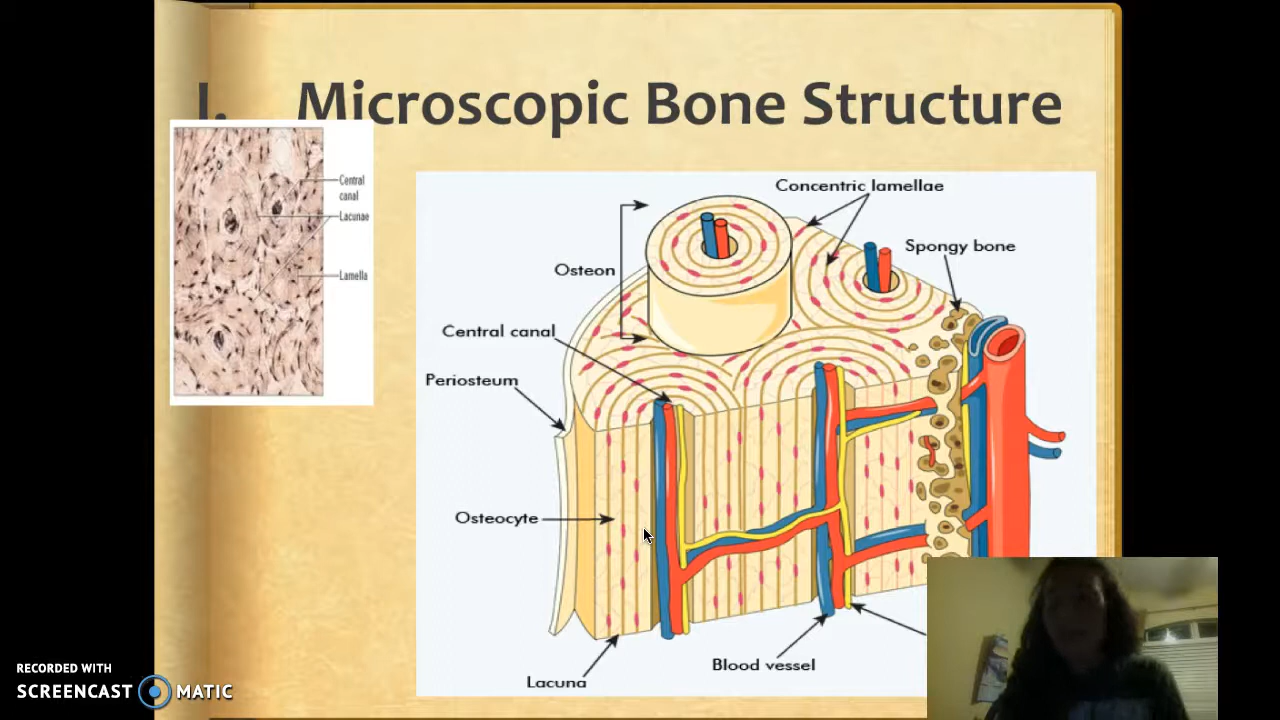 I. Microscopic Bone Structure
Central
canal
Lacunae
Lamella
Concentric lamellae
Spongy bone
Osteon
Central canal
Periosteum
Osteocyte
Blood vessel
Lacuna
RECORDED WITH
SCREENCAST MATIC